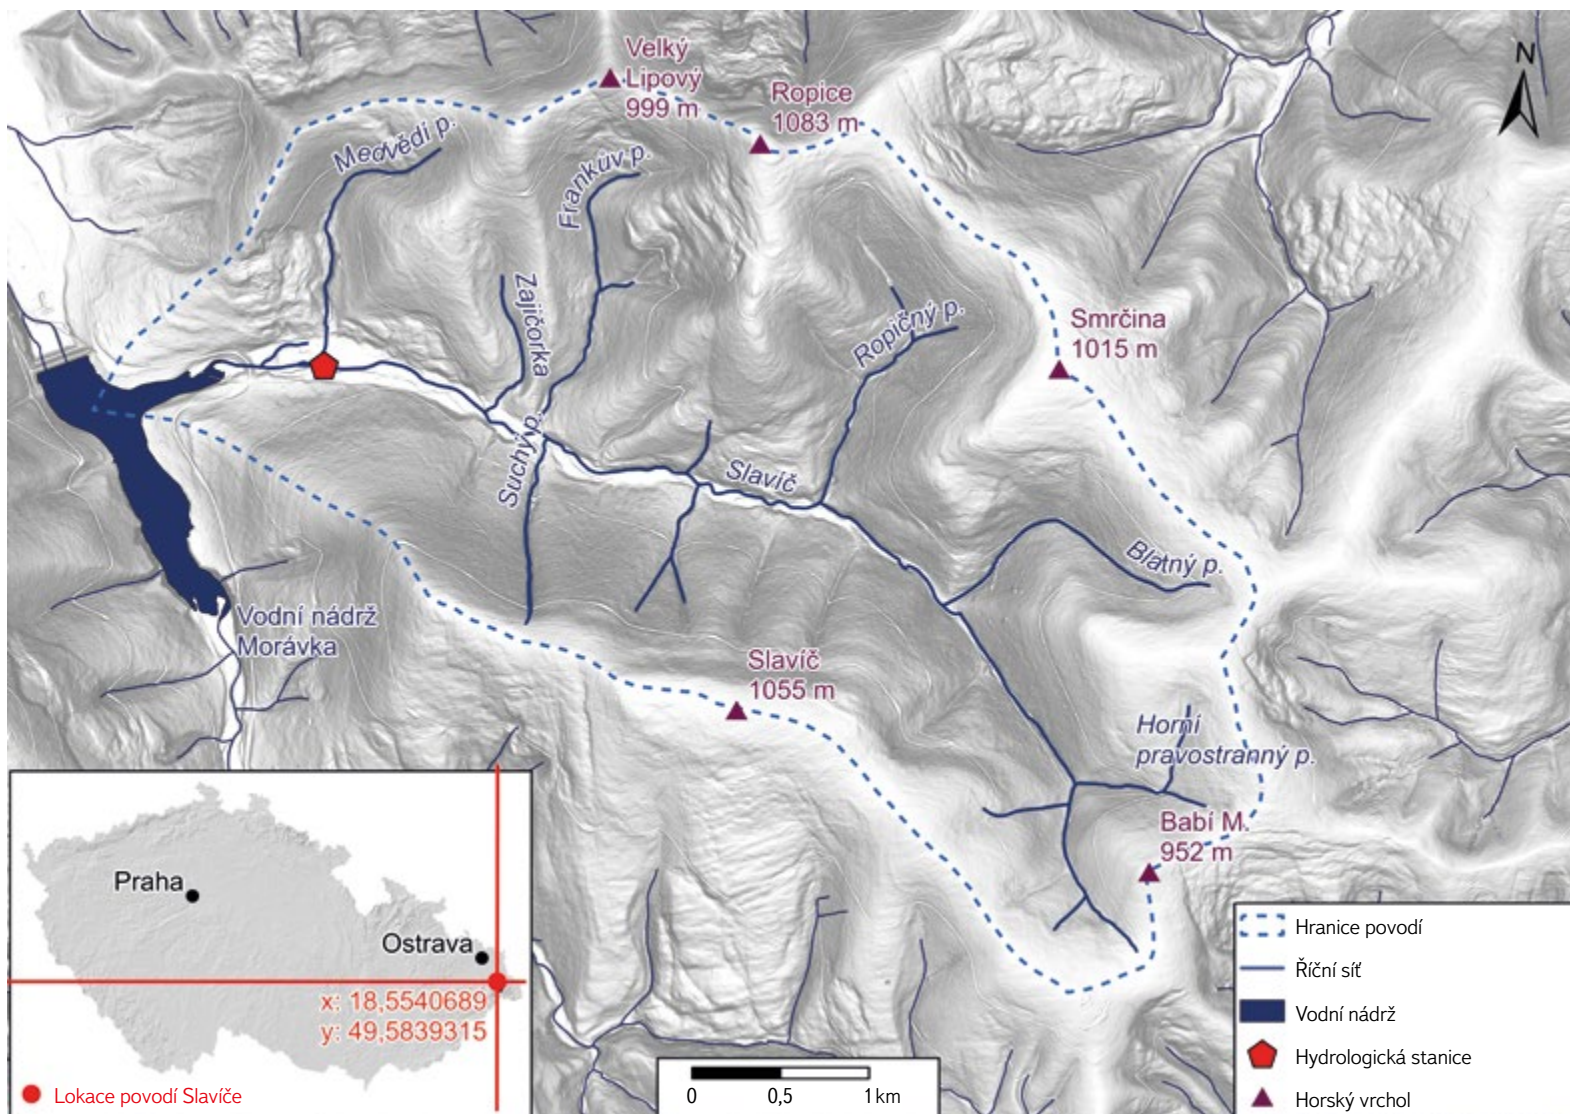 Velký
Lipový
999 m
Ropice
1083 m
N
Medvědí p.
Frankův p.
Zajičorka
Ropičný p.
Smrčina
1015 m
Suchý p.
Slavíč
Blatný p.
Vodní nádrž
Morávka
Slavíč
1055 m
Horní
pravostranný p.
Babí M.
952 m
Praha
Ostrava
x: 18,5540689
y: 49,5839315
Lokace povodí Slavíče
0 0,5 1 km
Hranice povodí
Říční síť
Vodní nádrž
Hydrologická stanice
Horský vrchol